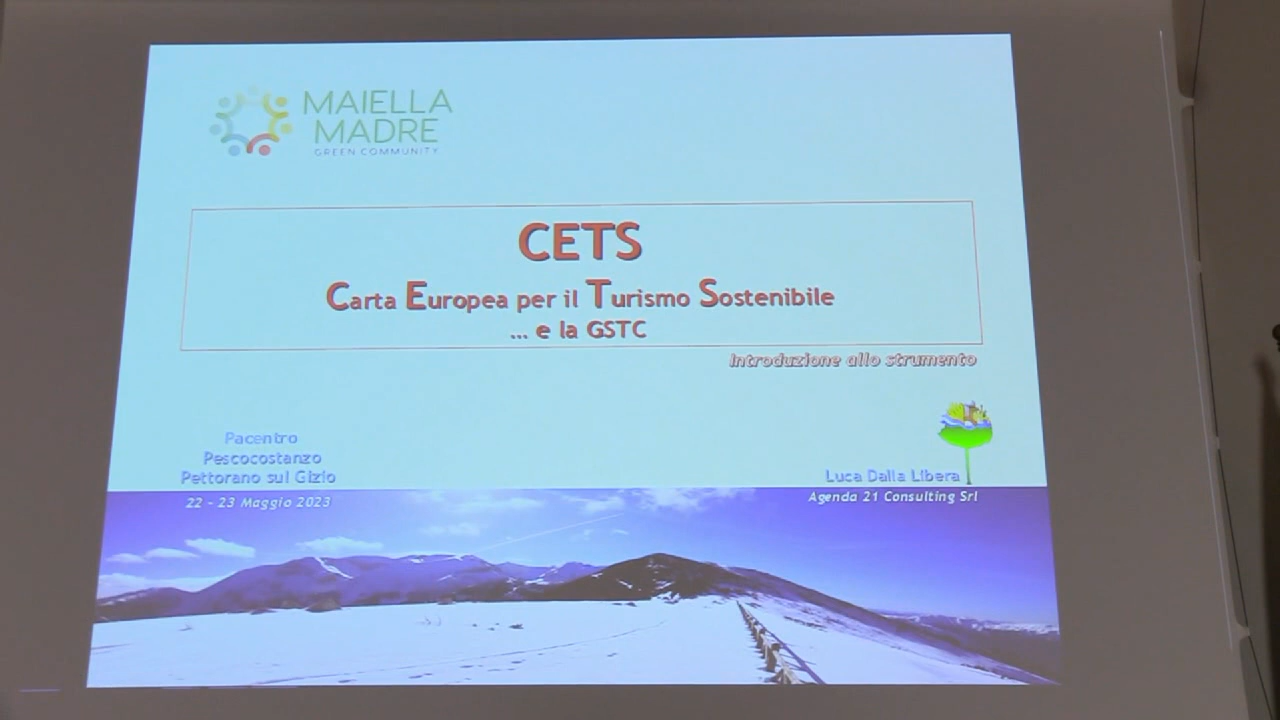 MAIELLA
MADRE
GREEN COMMUNITY
CETS
Carta Europea per il Turismo Sostenibile
... e la GSTC
Introduzione allo strumento
Pacentro
Pescocostanzo
Pettorano sul Gizio
22 - 23 Maggio 2023
Luca Dalla Libera
Agenda 21 Consulting Srl